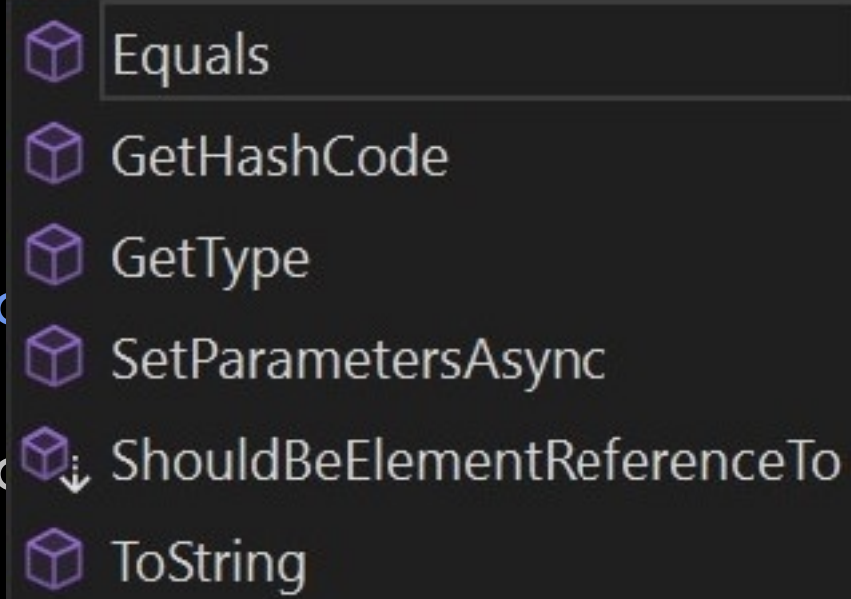 Equals
GetHashCode
GetType
SetParametersAsync
ShouldBeElementReferenceTo
ToString